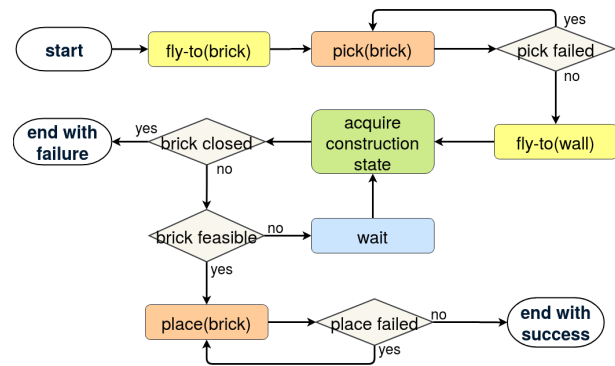 yes
start
fly-to(brick)
pick(brick)
pick failed
no
end with
failure
yes
brick closed
acquire
construction
state
fly-to(wall)
no
brick feasible
no
wait
yes
place(brick)
place failed
no
end with
success
yes